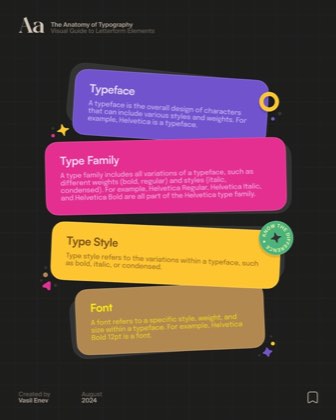 Aa
The Anatomy of Typography
Visual Guide to Letterform Elements
Typeface
A typeface is the overall design of characters
that can include various styles and weights. For
example, Helvetica is a typeface.
Type Family
A type family includes all variations of a typeface, such as
different weights (bold, regular) and styles (italic,
condensed). For example, Helvetica Regular, Helvetica Italic,
and Helvetica Bold are all part of the Helvetica type family.
Type Style
Type style refers to the variations within a typeface, such
as bold, italic, or condensed.
KNOW THE DIFFERENCE
Font
A font refers to a specific style, weight, and
size within a typeface. For example, Helvetica
Bold 12pt is a font.
Created by
Vasil Enev
August
2024